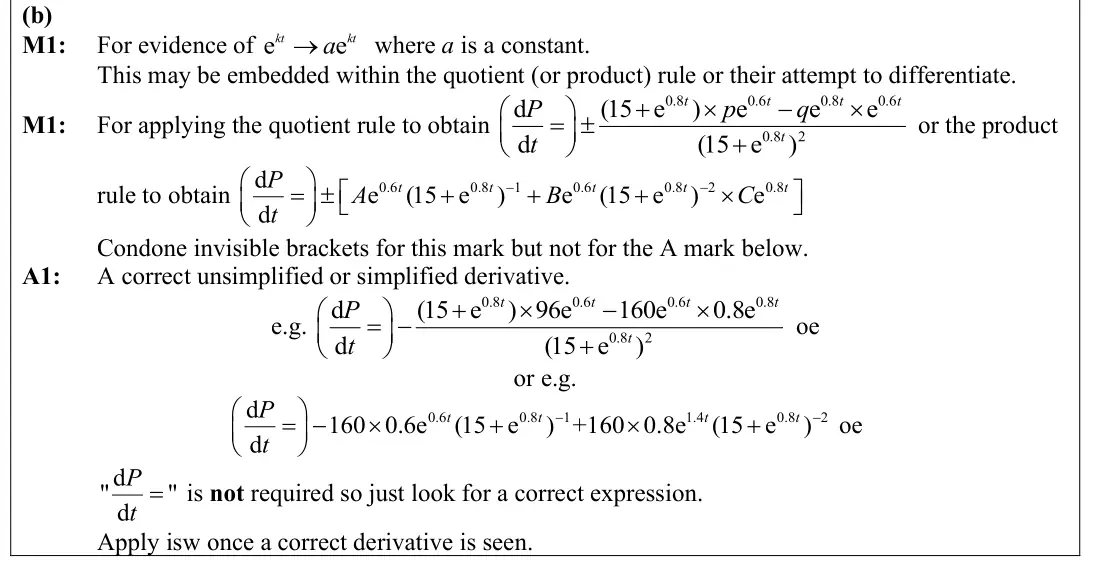 (b)
M1: For evidence of e^{kt} → ae^{kt} where a is a constant.
This may be embedded within the quotient (or product) rule or their attempt to differentiate.
M1: For applying the quotient rule to obtain (dP/dt =) ± ((15 + e^{0.8t}) × pe^{0.6t} − qe^{0.8t} × e^{0.6t})/(15 + e^{0.8t})^2 or the product
rule to obtain (dP/dt =) ± [Ae^{0.6t}(15 + e^{0.8t})^{−1} + Be^{0.6t}(15 + e^{0.8t})^{−2} × Ce^{0.8t}]
Condone invisible brackets for this mark but not for the A mark below.
A1: A correct unsimplified or simplified derivative.
e.g. (dP/dt =) − ((15 + e^{0.8t}) × 96e^{0.6t} − 160e^{0.6t} × 0.8e^{0.8t})/(15 + e^{0.8t})^2 oe
or e.g.
(dP/dt =) −160 × 0.6e^{0.6t}(15 + e^{0.8t})^{−1} +160 × 0.8e^{1.4t}(15 + e^{0.8t})^{−2} oe
"dP/dt =" is not required so just look for a correct expression.
Apply isw once a correct derivative is seen.